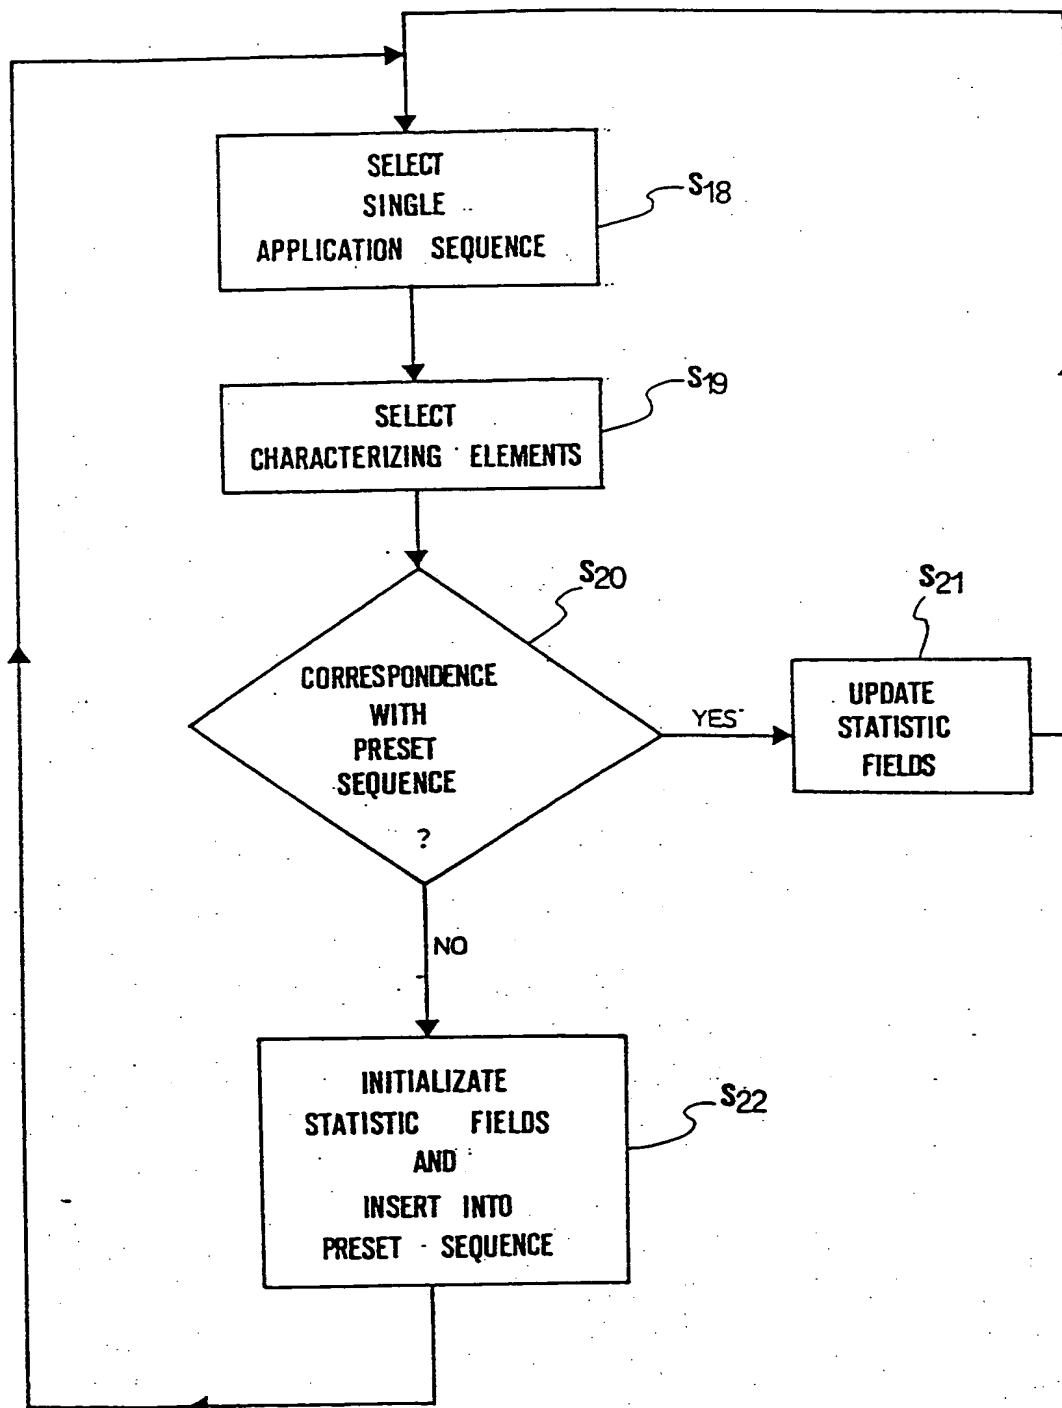 SELECT
SINGLE
APPLICATION SEQUENCE
S18
SELECT
CHARACTERIZING ELEMENTS
S19
CORRESPONDENCE
WITH
PRESET
SEQUENCE
?
S20
YES
UPDATE
STATISTIC
FIELDS
S21
NO
INITIALIZATE
STATISTIC FIELDS
AND
INSERT INTO
PRESET SEQUENCE
S22